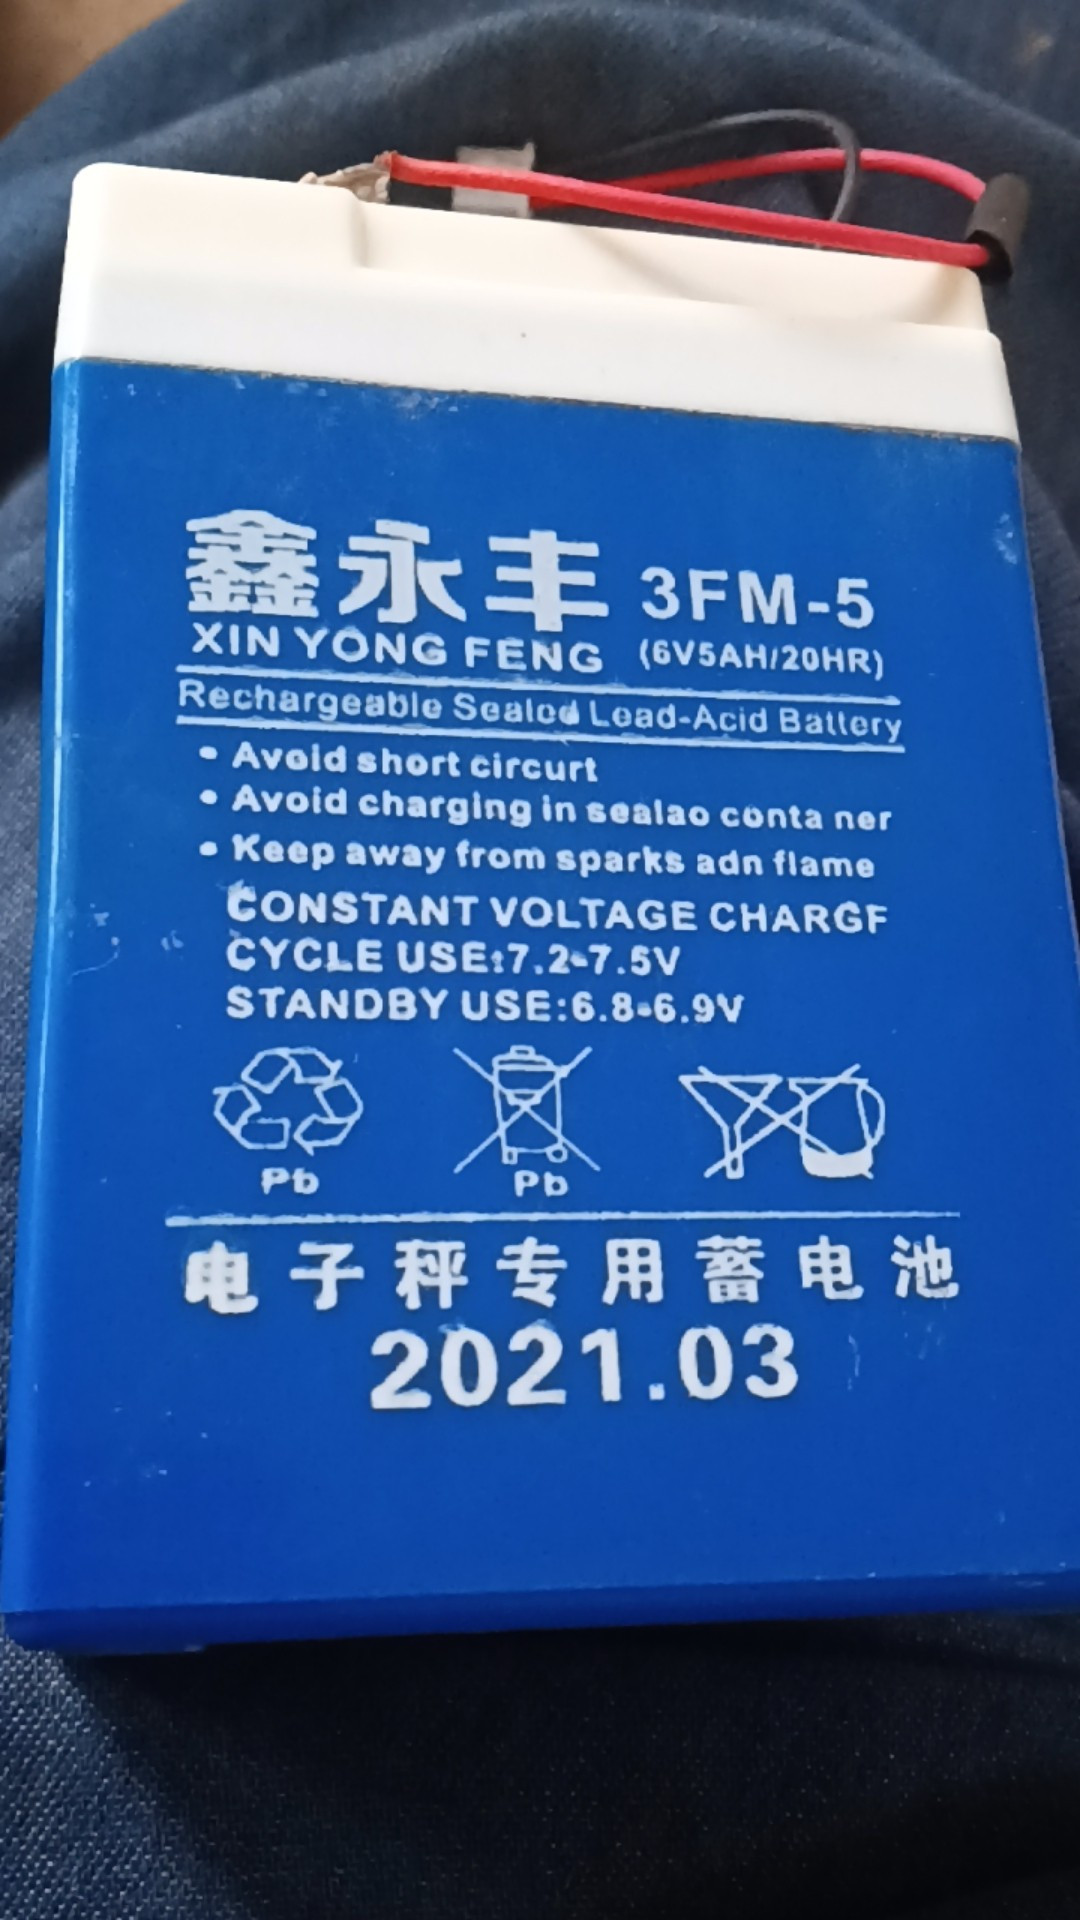 鑫永丰 3FM-5
XIN YONG FENG (6V5AH/20HR)
Rechargeable Sealod Lead-Acid Battery
• Avoid short circurt
• Avoid charging in sealao conta ner
• Keep away from sparks adn flame
CONSTANT VOLTAGE CHARGF
CYCLE USE:7.2-7.5V
STANDBY USE:6.8-6.9V
Pb Pb
电子秤专用蓄电池
2021.03